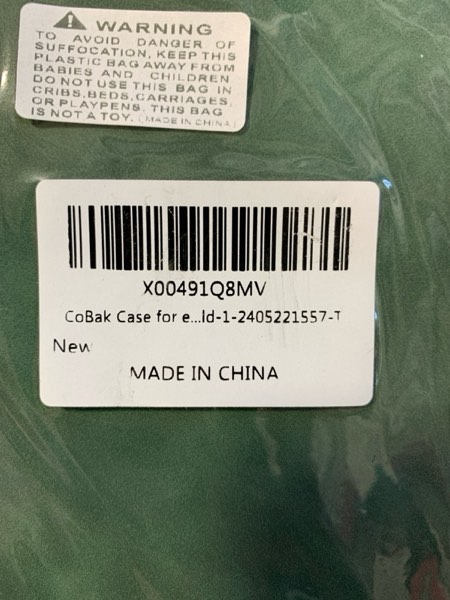 WARNING
TO AVOID DANGER OF
SUFFOCATION, KEEP THIS
PLASTIC BAG AWAY FROM
BABIES AND CHILDREN.
DO NOT USE THIS BAG IN
CRIBS,BEDS,CARRIAGES,
OR PLAYPENS. THIS BAG
IS NOT A TOY. (MADE IN CHINA)
X00491Q8MV
CoBak Case for e...ld-1-2405221557-T
New
MADE IN CHINA